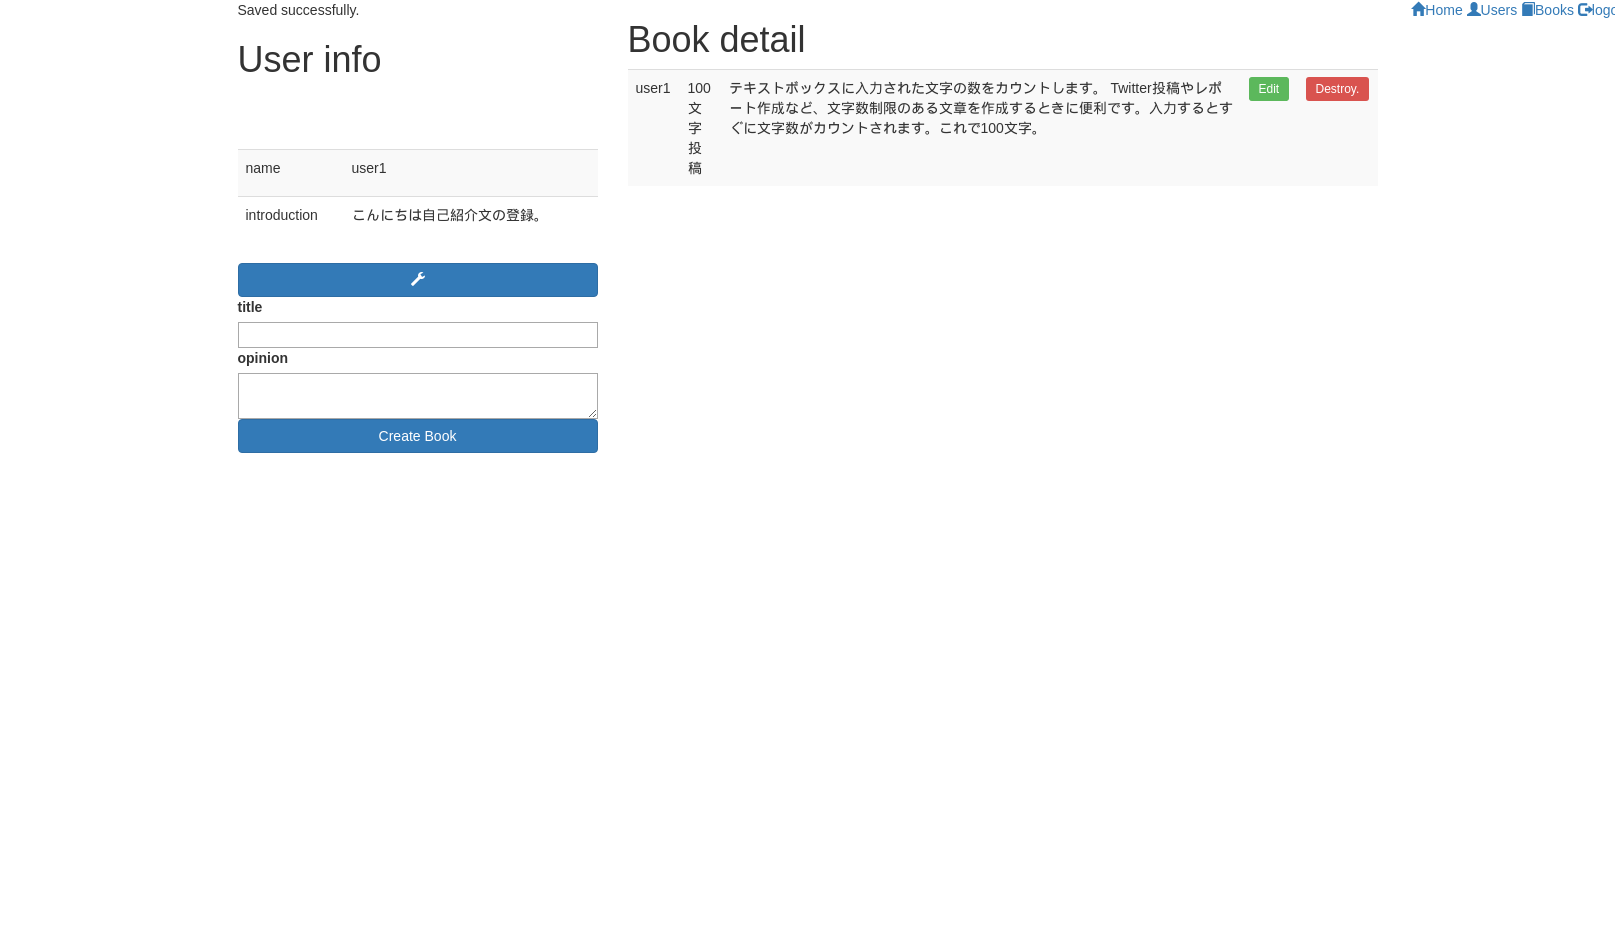 Saved successfully.
Home Users Books logo
User info
name user1
introduction こんにちは自己紹介文の登録。
title
opinion
Create Book
Book detail
user1
100
文
字
投
稿
テキストボックスに入力された文字の数をカウントします。 Twitter投稿やレポ
ート作成など、文字数制限のある文章を作成するときに便利です。入力するとす
ぐに文字数がカウントされます。これで100文字。
Edit
Destroy.